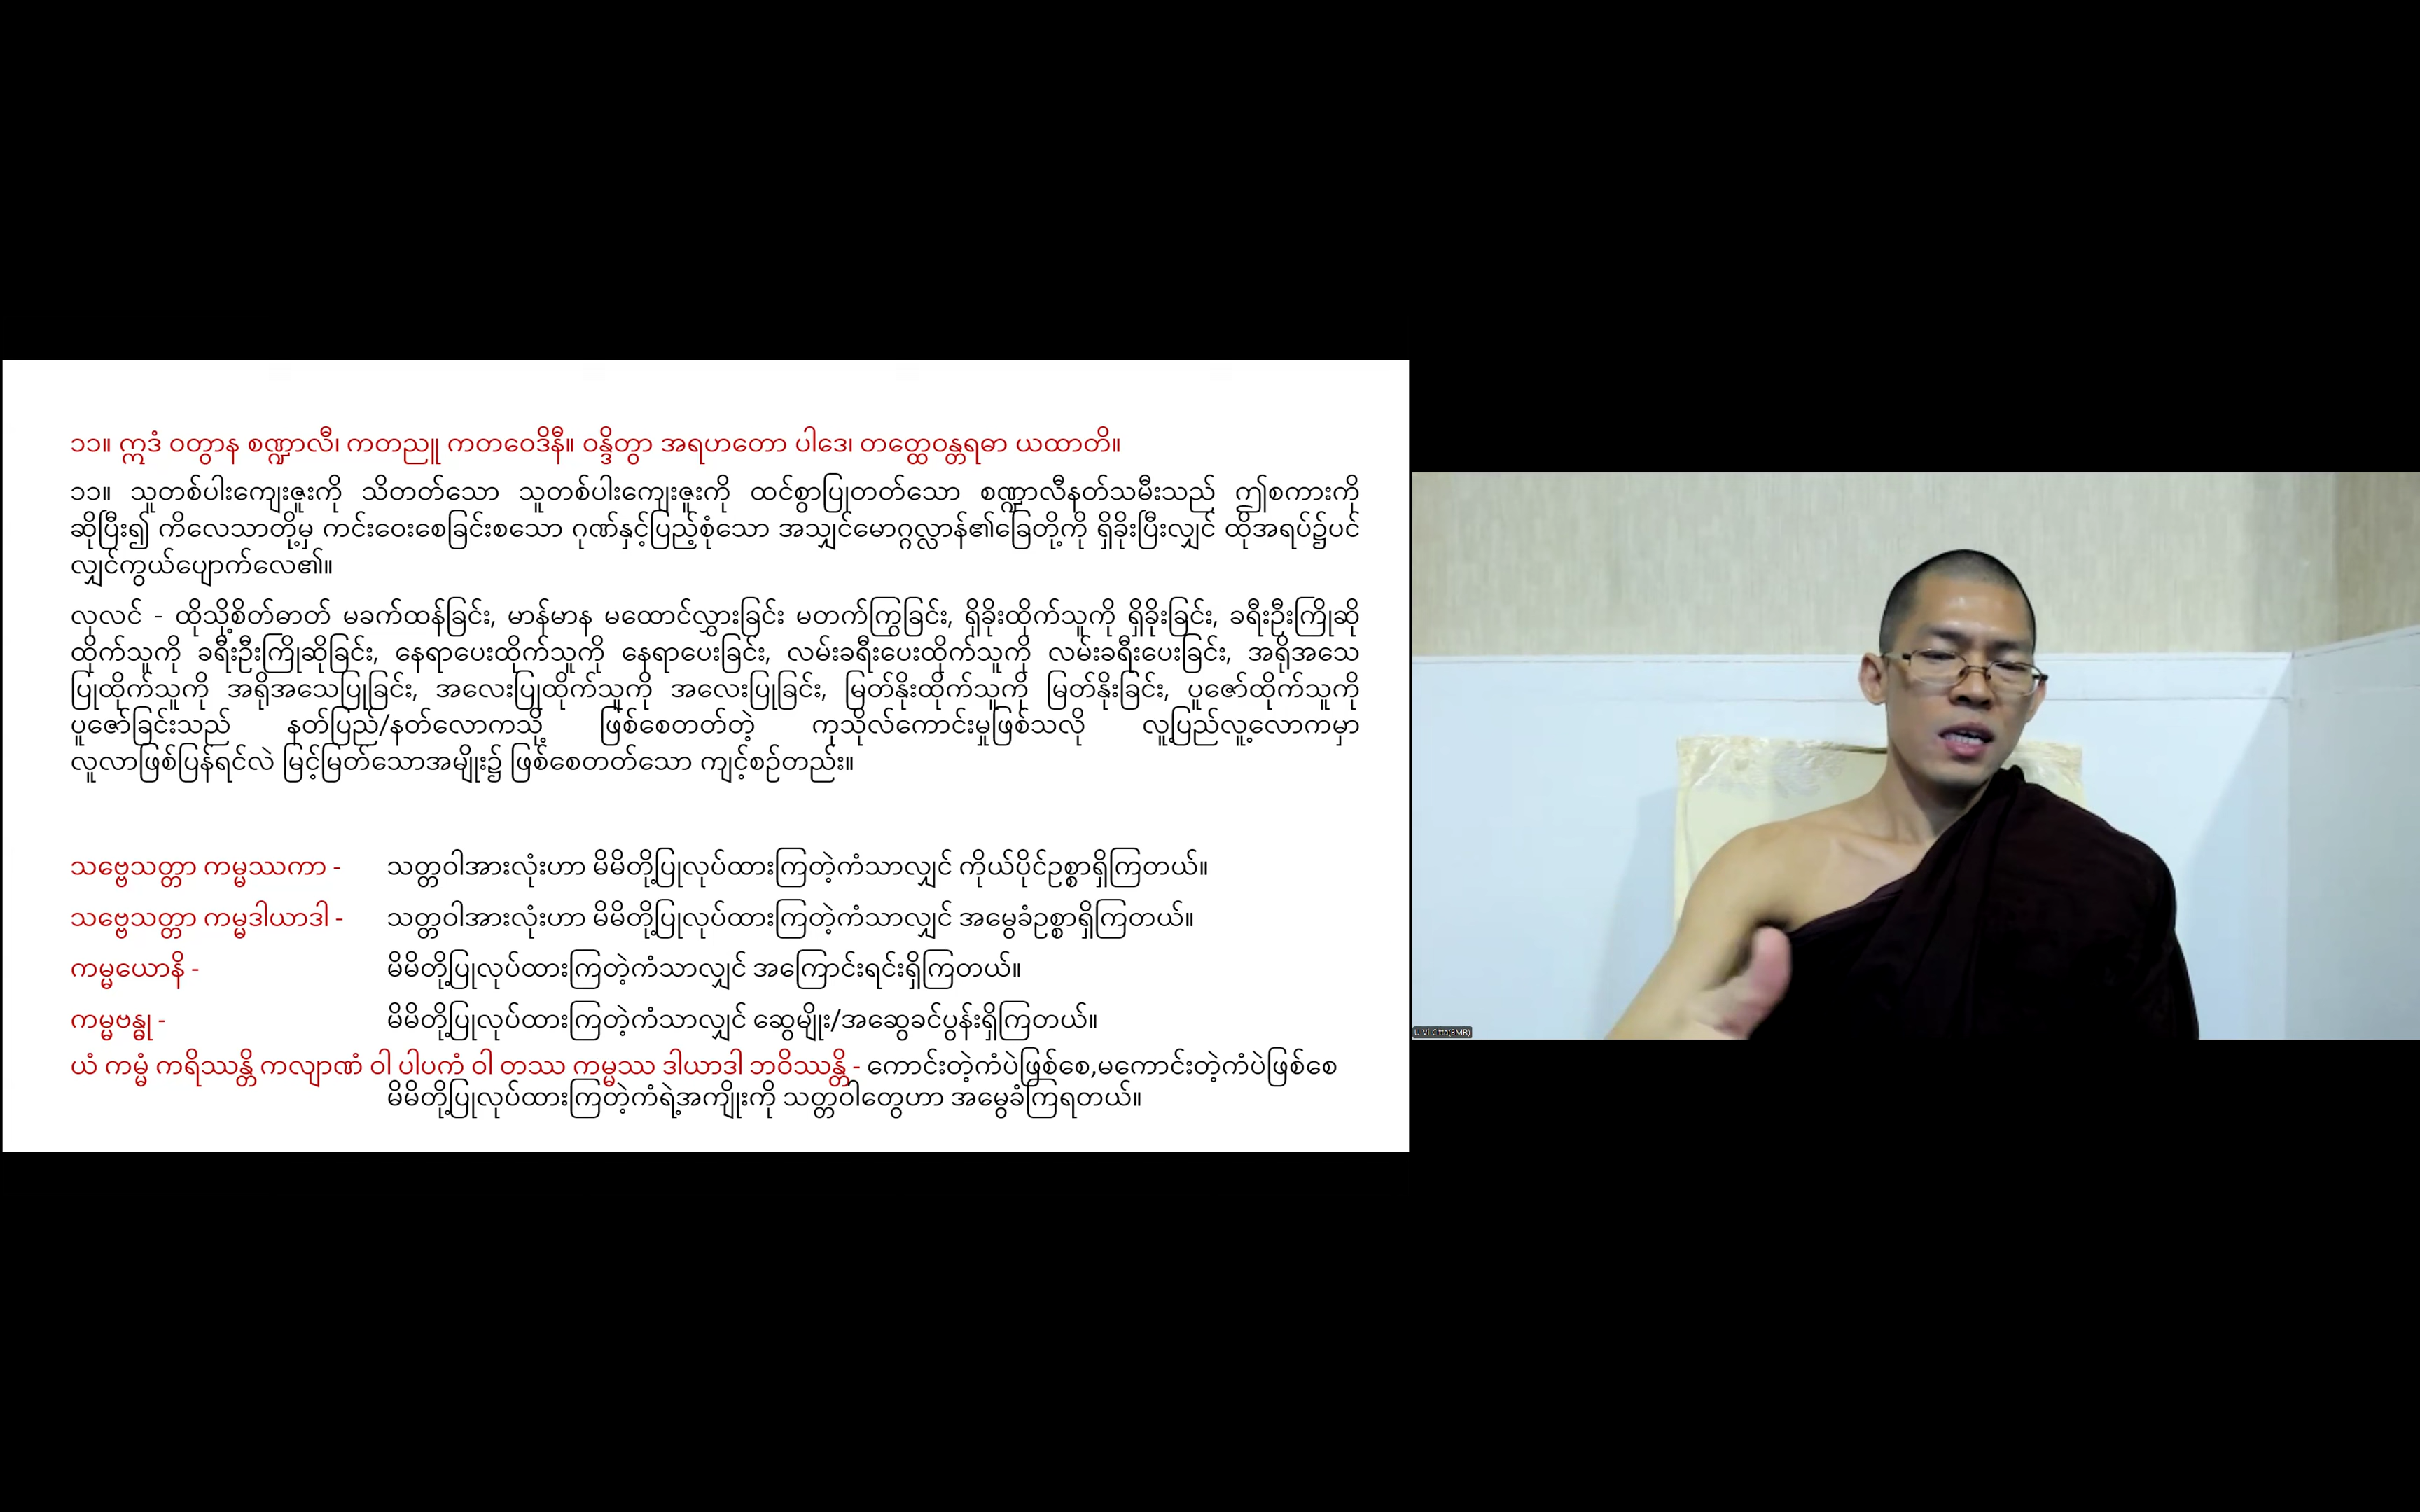 ၁၁။ ဣဒံ ဝတွာန စဏ္ဍာလီ၊ ကတညူ ကတဝေဒိနီ။ ဝန္ဒိတွာ အရဟတော ပါဒေ၊ တတ္ထေဝန္တရဓာ ယထာတိ။
၁၁။ သူတစ်ပါးကျေးဇူးကို သိတတ်သော သူတစ်ပါးကျေးဇူးကို ထင်စွာပြုတတ်သော စဏ္ဍာလီနတ်သမီးသည် ဤစကားကို
ဆိုပြီး၍ ကိလေသာတို့မှ ကင်းဝေးစေခြင်းစသော ဂုဏ်နှင့်ပြည့်စုံသော အသျှင်မောဂ္ဂလ္လာန်၏ခြေတို့ကို ရှိခိုးပြီးလျှင် ထိုအရပ်၌ပင်
လျှင်ကွယ်ပျောက်လေ၏။
လုလင် - ထိုသို့စိတ်ဓာတ် မခက်ထန်ခြင်း, မာန်မာန မထောင်လွှားခြင်း မတက်ကြွခြင်း, ရှိခိုးထိုက်သူကို ရှိခိုးခြင်း, ခရီးဦးကြိုဆို
ထိုက်သူကို ခရီးဦးကြိုဆိုခြင်း, နေရာပေးထိုက်သူကို နေရာပေးခြင်း, လမ်းခရီးပေးထိုက်သူကို လမ်းခရီးပေးခြင်း, အရိုအသေ
ပြုထိုက်သူကို အရိုအသေပြုခြင်း, အလေးပြုထိုက်သူကို အလေးပြုခြင်း, မြတ်နိုးထိုက်သူကို မြတ်နိုးခြင်း, ပူဇော်ထိုက်သူကို
ပူဇော်ခြင်းသည် နတ်ပြည်/နတ်လောကသို့ ဖြစ်စေတတ်တဲ့ ကုသိုလ်ကောင်းမှုဖြစ်သလို လူ့ပြည်လူ့လောကမှာ
လူလာဖြစ်ပြန်ရင်လဲ မြင့်မြတ်သောအမျိုး၌ ဖြစ်စေတတ်သော ကျင့်စဉ်တည်း။
သဗ္ဗေသတ္တာ ကမ္မဿကာ - သတ္တဝါအားလုံးဟာ မိမိတို့ပြုလုပ်ထားကြတဲ့ကံသာလျှင် ကိုယ်ပိုင်ဥစ္စာရှိကြတယ်။
သဗ္ဗေသတ္တာ ကမ္မဒါယာဒါ - သတ္တဝါအားလုံးဟာ မိမိတို့ပြုလုပ်ထားကြတဲ့ကံသာလျှင် အမွေခံဥစ္စာရှိကြတယ်။
ကမ္မယောနိ - မိမိတို့ပြုလုပ်ထားကြတဲ့ကံသာလျှင် အကြောင်းရင်းရှိကြတယ်။
ကမ္မဗန္ဓု - မိမိတို့ပြုလုပ်ထားကြတဲ့ကံသာလျှင် ဆွေမျိုး/အဆွေခင်ပွန်းရှိကြတယ်။
ယံ ကမ္မံ ကရိဿန္တိ ကလျာဏံ ဝါ ပါပကံ ဝါ တဿ ကမ္မဿ ဒါယာဒါ ဘဝိဿန္တိ - ကောင်းတဲ့ကံပဲဖြစ်စေ,မကောင်းတဲ့ကံပဲဖြစ်စေ
မိမိတို့ပြုလုပ်ထားကြတဲ့ကံရဲ့အကျိုးကို သတ္တဝါတွေဟာ အမွေခံကြရတယ်။
U Vi Citta(BMR)